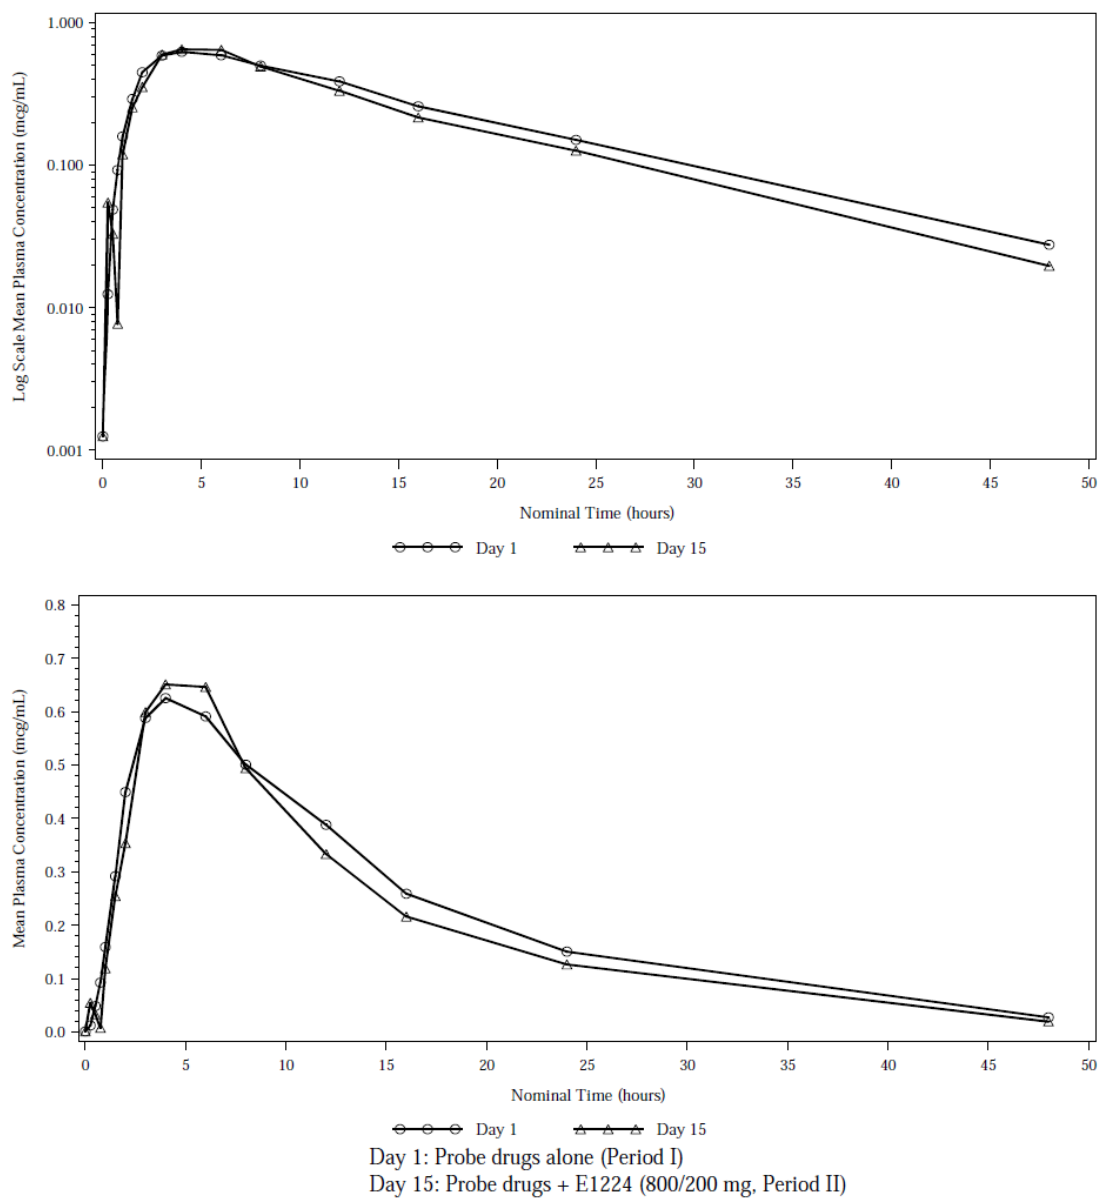 1.000
0.100
0.010
0.001
Log Scale Mean Plasma Concentration (mcg/mL)
0 5 10 15 20 25 30 35 40 45 50
Nominal Time (hours)
Day 1 Day 15
0.8
0.7
0.6
0.5
0.4
0.3
0.2
0.1
0.0
Mean Plasma Concentration (mcg/mL)
0 5 10 15 20 25 30 35 40 45 50
Nominal Time (hours)
Day 1 Day 15
Day 1: Probe drugs alone (Period I)
Day 15: Probe drugs + E1224 (800/200 mg, Period II)